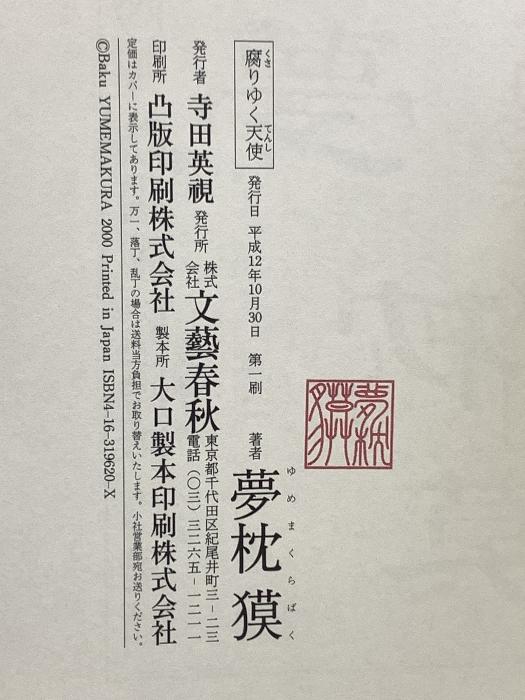 腐りゆく天使
くさ
てんし
発行日 平成12年10月30日 第一刷
著者 夢枕獏
ゆめまくらばく
発行者 寺田英視 発行所 株式会社 文藝春秋
東京都千代田区紀尾井町三−二三
電話(〇三)三二六五−一二一一
印刷所 凸版印刷株式会社 製本所 大口製本印刷株式会社
定価はカバーに表示してあります。万一、落丁、乱丁の場合は送料当方負担でお取り替えいたします。小社営業部宛お送りください。
©Baku YUMEMAKURA 2000 Printed in Japan ISBN4-16-319620-X